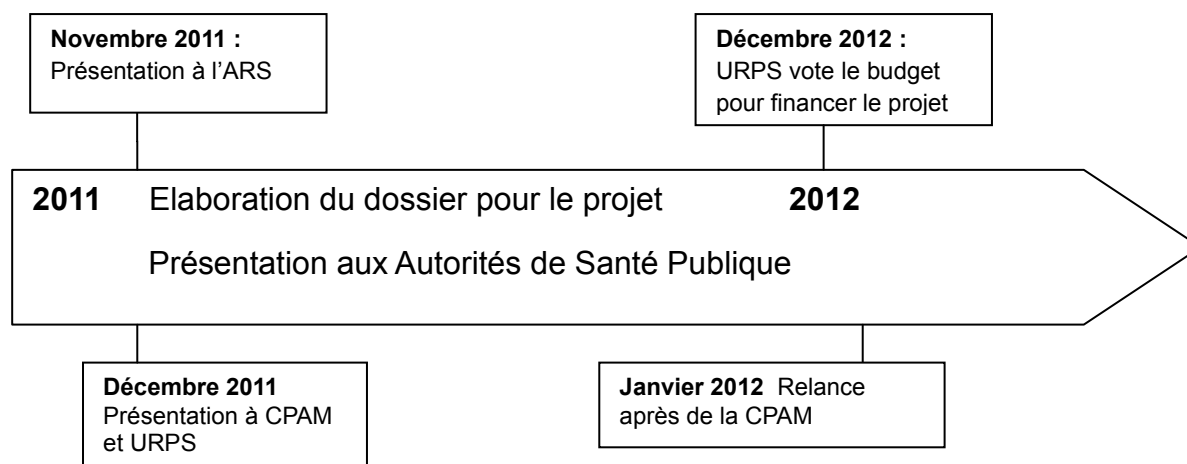 Novembre 2011 :
Présentation à l’ARS
Décembre 2012 :
URPS vote le budget
pour financer le projet
2011 Elaboration du dossier pour le projet 2012
Présentation aux Autorités de Santé Publique
Décembre 2011
Présentation à CPAM
et URPS
Janvier 2012 Relance
après de la CPAM